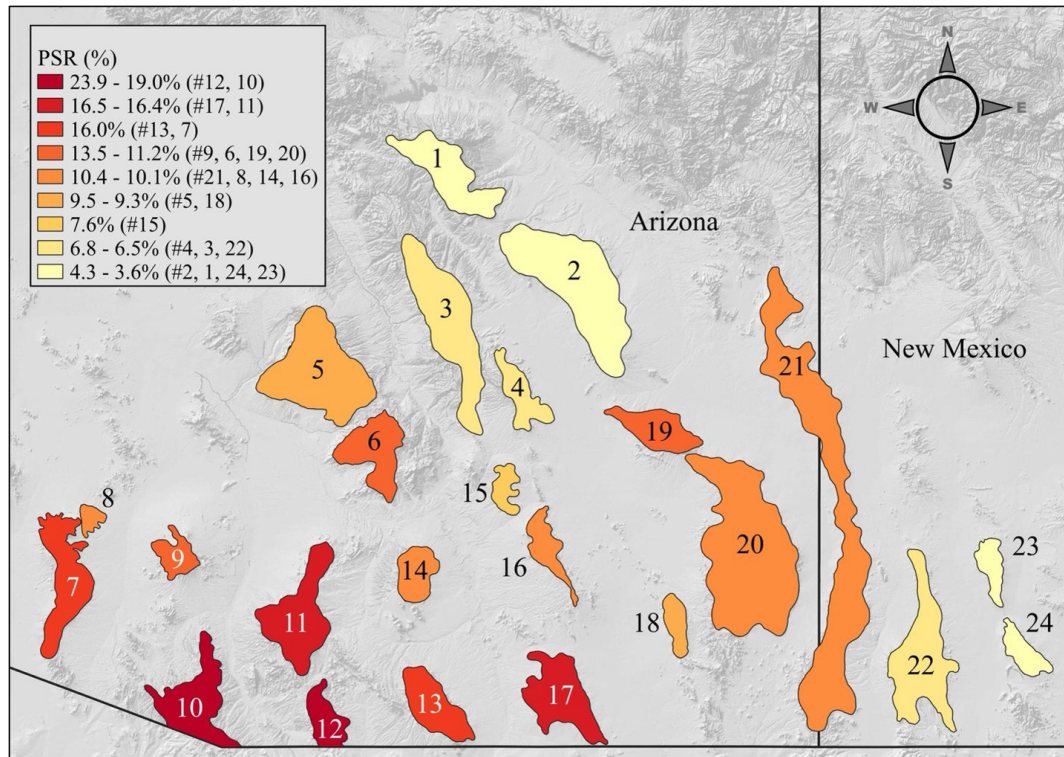 PSR (%)
23.9 - 19.0% (#12, 10)
16.5 - 16.4% (#17, 11)
16.0% (#13, 7)
13.5 - 11.2% (#9, 6, 19, 20)
10.4 - 10.1% (#21, 8, 14, 16)
9.5 - 9.3% (#5, 18)
7.6% (#15)
6.8 - 6.5% (#4, 3, 22)
4.3 - 3.6% (#2, 1, 24, 23)
N
W
E
S
1
Arizona
2
3
New Mexico
21
5
4
6
19
15
8
20
16
23
9
14
7
11
18
24
22
10
13
17
12